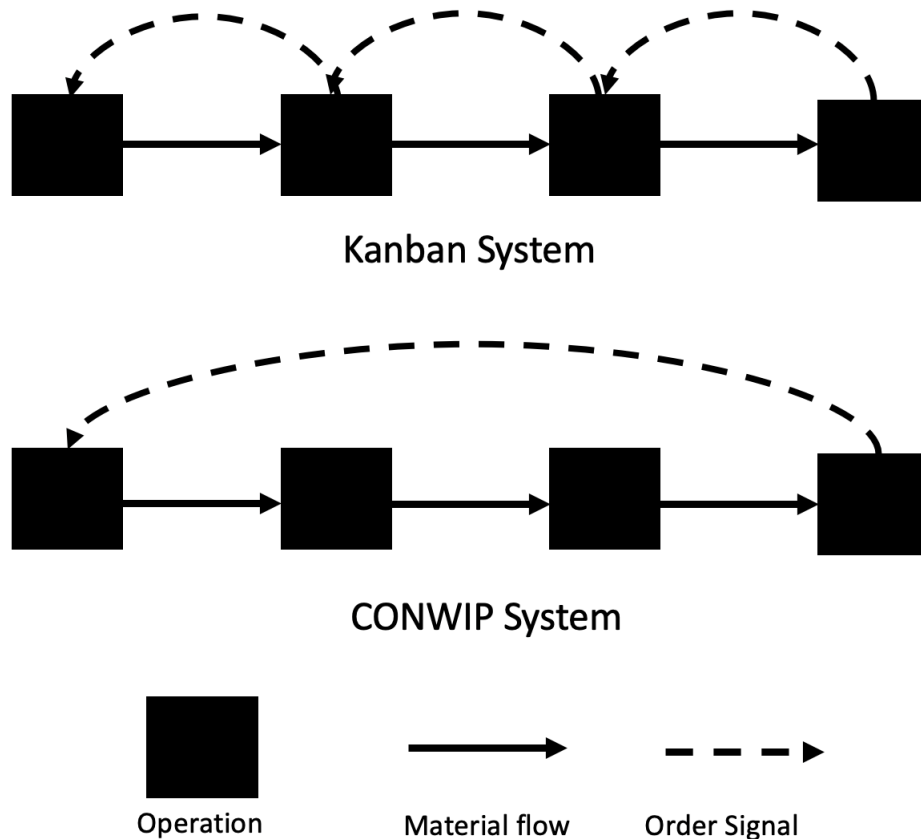 Kanban System
CONWIP System
Operation
Material flow
Order Signal